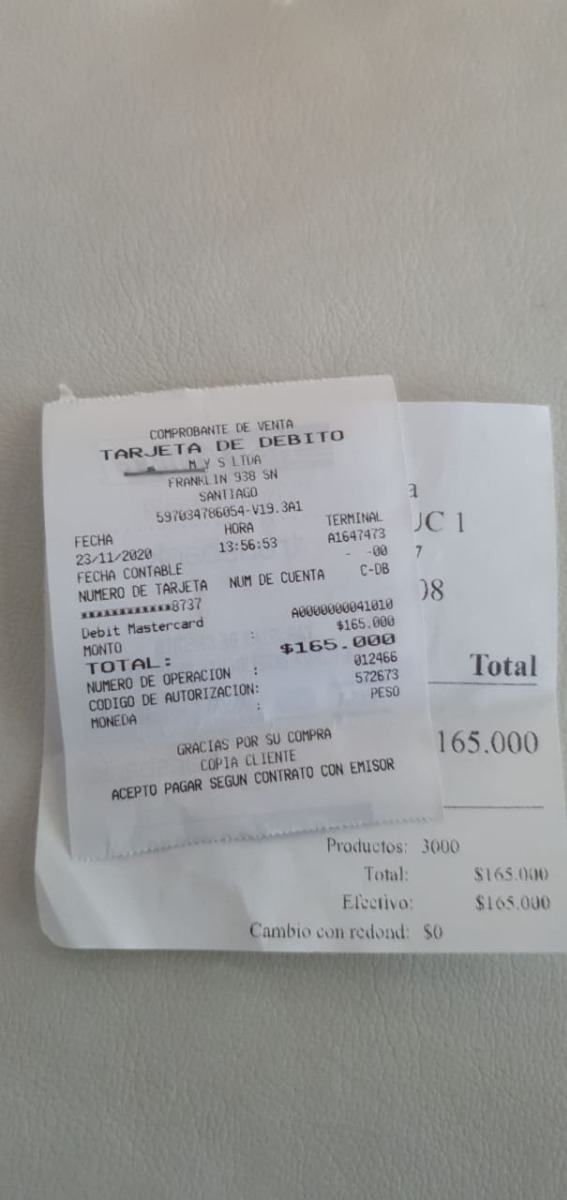 COMPROBANTE DE VENTA
TARJETA DE DEBITO
M Y S LTDA
FRANKLIN 938 SN
SANTIAGO
597034786054-V19.3A1
FECHA HORA TERMINAL
23/11/2020 13:56:53 A1647473
FECHA CONTABLE - -00
NUMERO DE TARJETA NUM DE CUENTA C-DB
xxxxxxxxxxxx8737
Debit Mastercard A0000000041010
MONTO : $165.000
TOTAL: $165.000
NUMERO DE OPERACION : 012466
CODIGO DE AUTORIZACION: 572673
MONEDA : PESO
GRACIAS POR SU COMPRA
COPIA CLIENTE
ACEPTO PAGAR SEGUN CONTRATO CON EMISOR
a
UC 1
7
08
Total
165.000
Productos: 3000
Total: $165.000
Efectivo: $165.000
Cambio con redond: $0